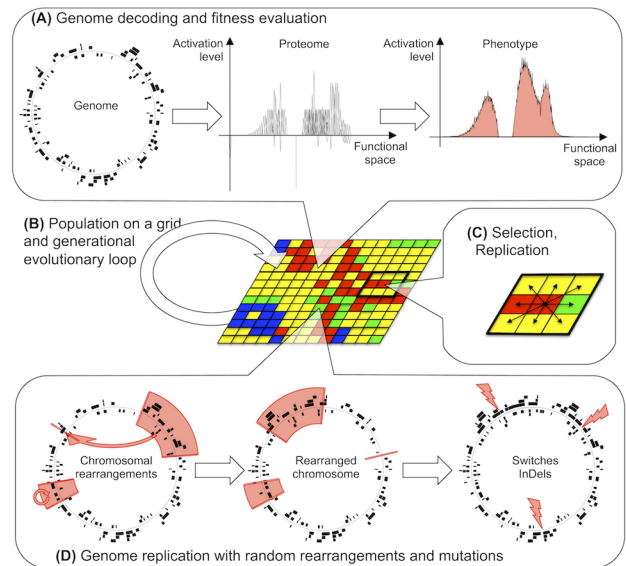 (A) Genome decoding and fitness evaluation
Activation
level
Proteome
Activation
level
Phenotype
Genome
Functional
space
Functional
space
(B) Population on a grid
and generational
evolutionary loop
(C) Selection,
Replication
Chromosomal
rearrangements
Rearranged
chromosome
Switches
InDels
(D) Genome replication with random rearrangements and mutations